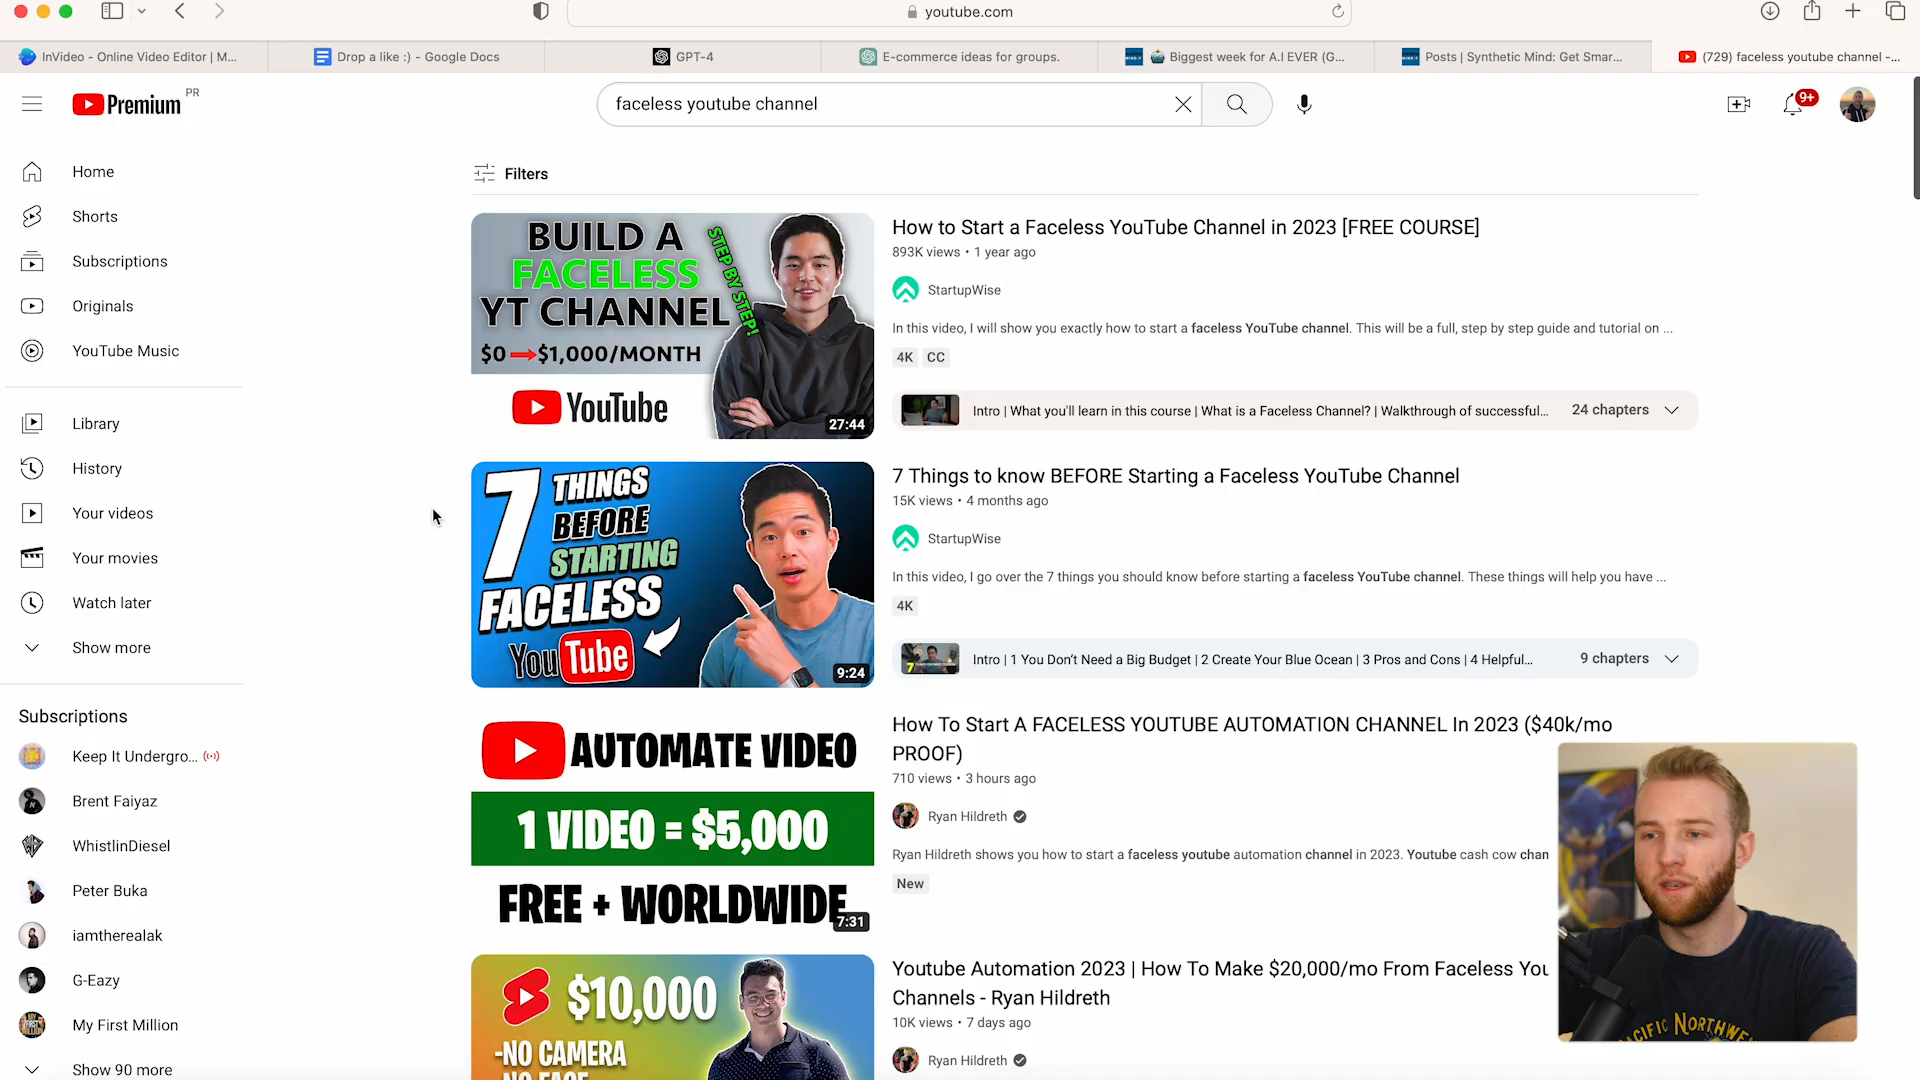 youtube.com
InVideo - Online Video Editor | M...
Drop a like :) - Google Docs
GPT-4
E-commerce ideas for groups.
Biggest week for A.I EVER (G...
Posts | Synthetic Mind: Get Smar...
(729) faceless youtube channel -...
Premium PR
faceless youtube channel
9+
Home
Shorts
Subscriptions
Originals
YouTube Music
Library
History
Your videos
Your movies
Watch later
Show more
Subscriptions
Keep It Undergro...
Brent Faiyaz
WhistlinDiesel
Peter Buka
iamtherealak
G-Eazy
My First Million
Show 90 more
Filters
BUILD A
FACELESS
YT CHANNEL
STEP BY STEP!
$0 $1,000/MONTH
YouTube
27:44
How to Start a Faceless YouTube Channel in 2023 [FREE COURSE]
893K views • 1 year ago
StartupWise
In this video, I will show you exactly how to start a faceless YouTube channel. This will be a full, step by step guide and tutorial on ...
4K CC
Intro | What you'll learn in this course | What is a Faceless Channel? | Walkthrough of successful... 24 chapters
7 THINGS
BEFORE
STARTING
FACELESS
YouTube
9:24
7 Things to know BEFORE Starting a Faceless YouTube Channel
15K views • 4 months ago
StartupWise
In this video, I go over the 7 things you should know before starting a faceless YouTube channel. These things will help you have ...
4K
Intro | 1 You Don't Need a Big Budget | 2 Create Your Blue Ocean | 3 Pros and Cons | 4 Helpful... 9 chapters
AUTOMATE VIDEO
1 VIDEO = $5,000
FREE + WORLDWIDE
7:31
How To Start A FACELESS YOUTUBE AUTOMATION CHANNEL In 2023 ($40k/mo
PROOF)
710 views • 3 hours ago
Ryan Hildreth
Ryan Hildreth shows you how to start a faceless youtube automation channel in 2023. Youtube cash cow chan
New
$10,000
-NO CAMERA
NO FACE
Youtube Automation 2023 | How To Make $20,000/mo From Faceless You
Channels - Ryan Hildreth
10K views • 7 days ago
Ryan Hildreth
PACIFIC NORTHWE